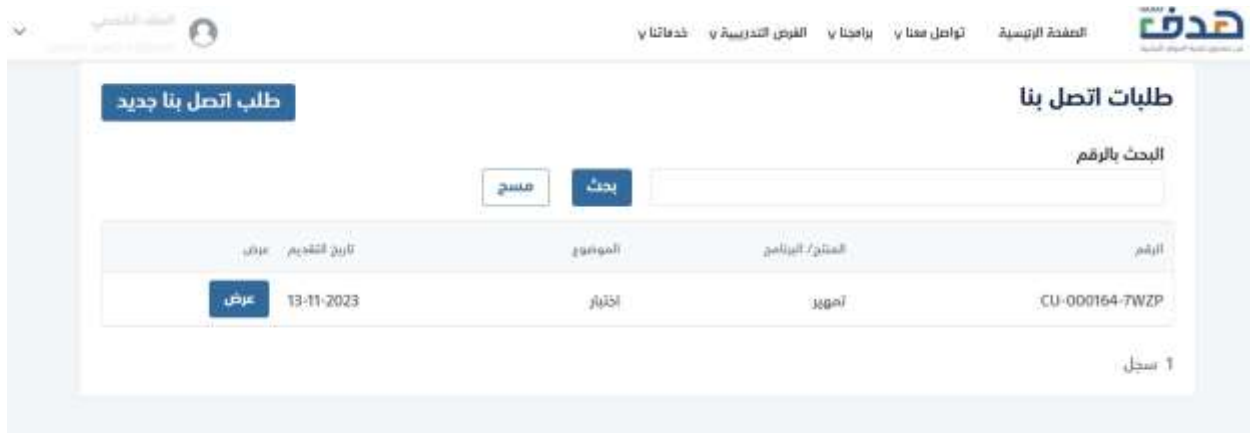 هدف
الصفحة الرئيسية تواصل معنا برامجنا الفرص التدريبية خدماتنا
طلبات اتصل بنا
طلب اتصل بنا جديد
البحث بالرقم
بحث مسح
الرقم المنتج/ البرنامج الموضوع تاريخ التقديم عرض
CU-000164-7WZP تمهير اختبار 13-11-2023 عرض
1 سجل